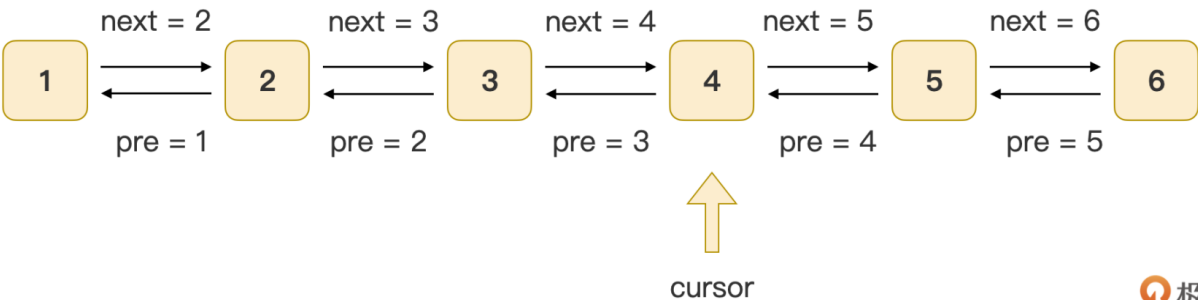 next = 2 next = 3 next = 4 next = 5 next = 6
1 2 3 4 5 6
pre = 1 pre = 2 pre = 3 pre = 4 pre = 5
cursor